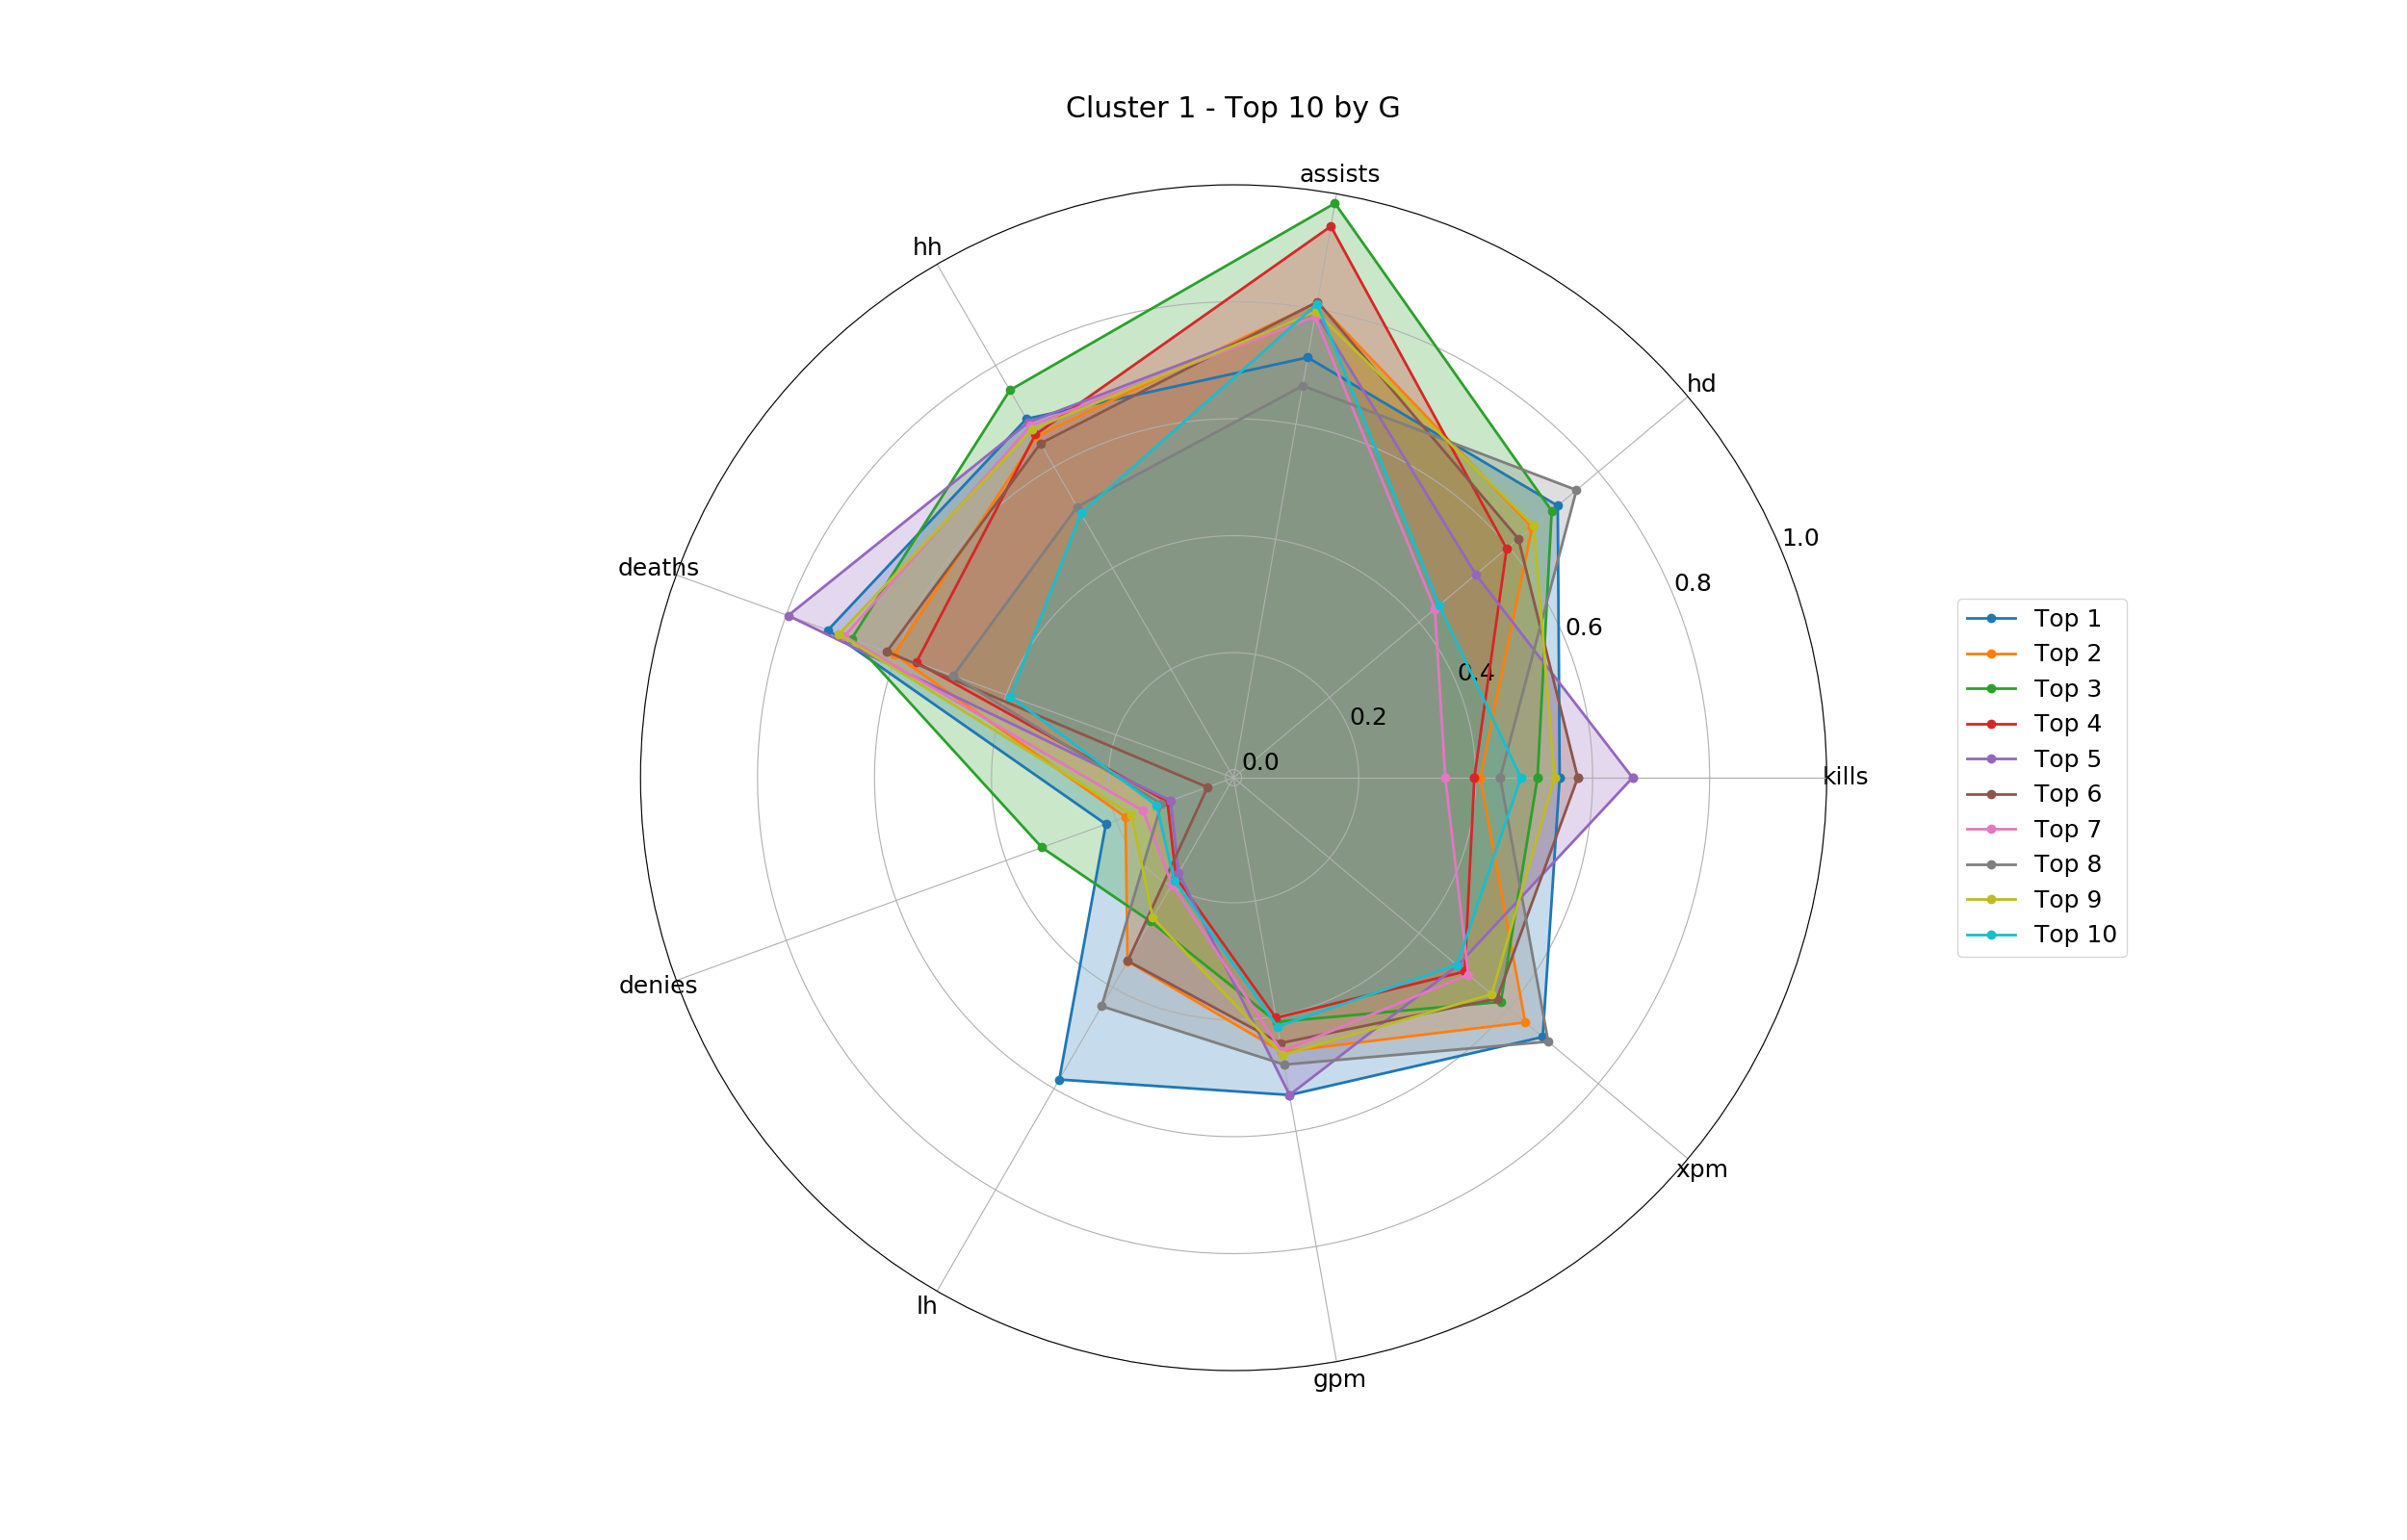 Cluster 1 - Top 10 by G
assists
hh
hd
1.0
deaths
0.8
0.6
0.4
0.2
0.0
kills
denies
xpm
lh
gpm
Top 1
Top 2
Top 3
Top 4
Top 5
Top 6
Top 7
Top 8
Top 9
Top 10